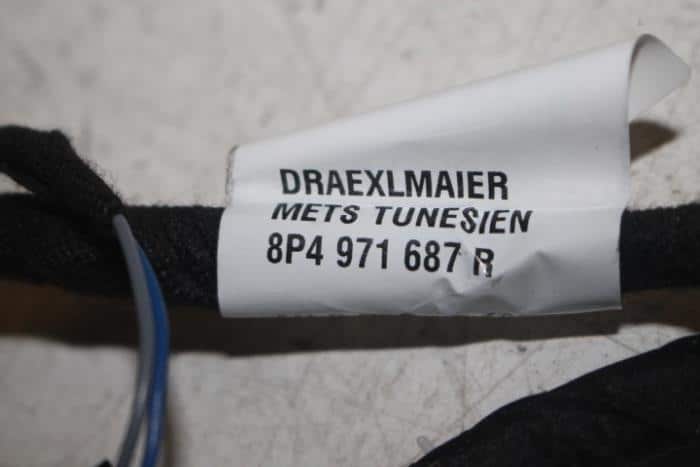 DRAEXLMAIER
METS TUNESIEN
8P4 971 687 R